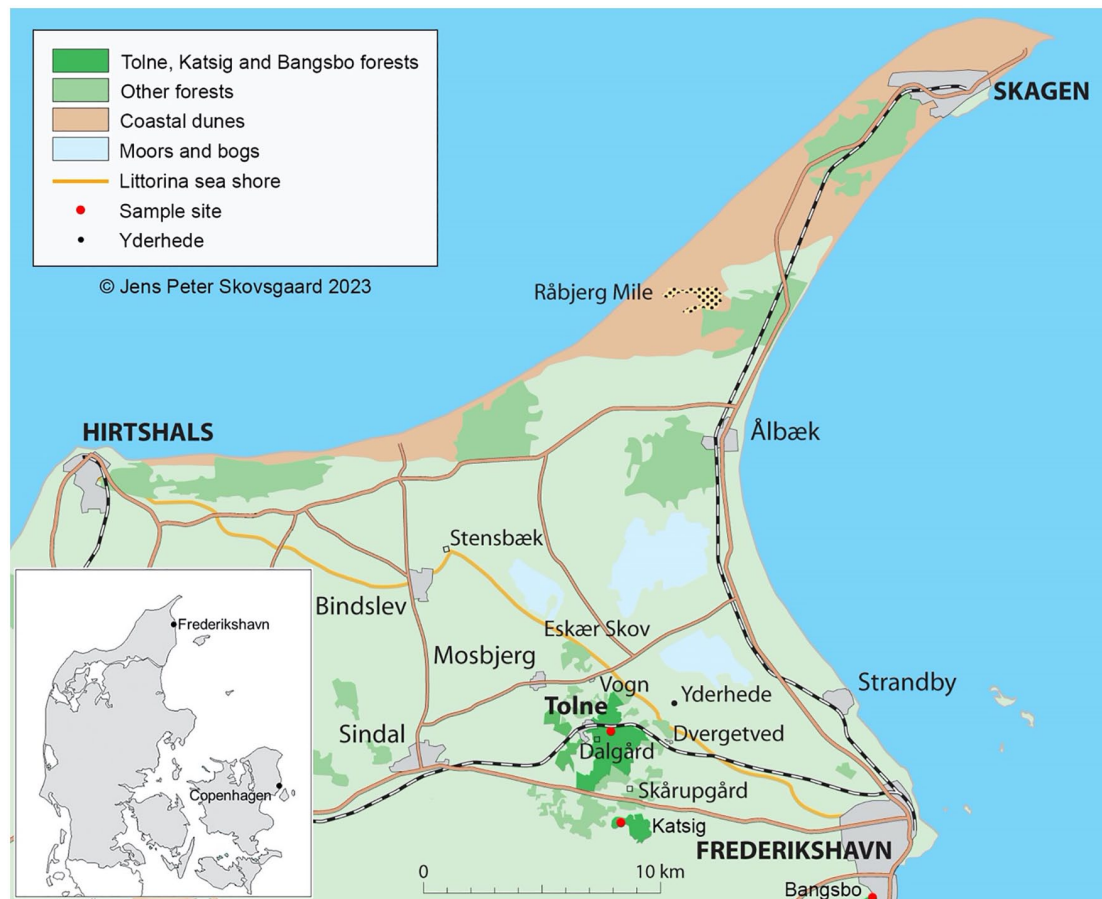 Tolne, Katsig and Bangsbo forests
Other forests
Coastal dunes
Moors and bogs
Littorina sea shore
Sample site
Yderhede
© Jens Peter Skovsgaard 2023
SKAGEN
Råbjerg Mile
HIRTSHALS
Ålbæk
Stensbæk
Bindslev
Eskær Skov
Mosbjerg
Vogn
Yderhede
Strandby
Tolne
Sindal
Dvergetved
Dalgård
Skårupgård
Katsig
FREDERIKSHAVN
0 10 km
Bangsbo
Frederikshavn
Copenhagen